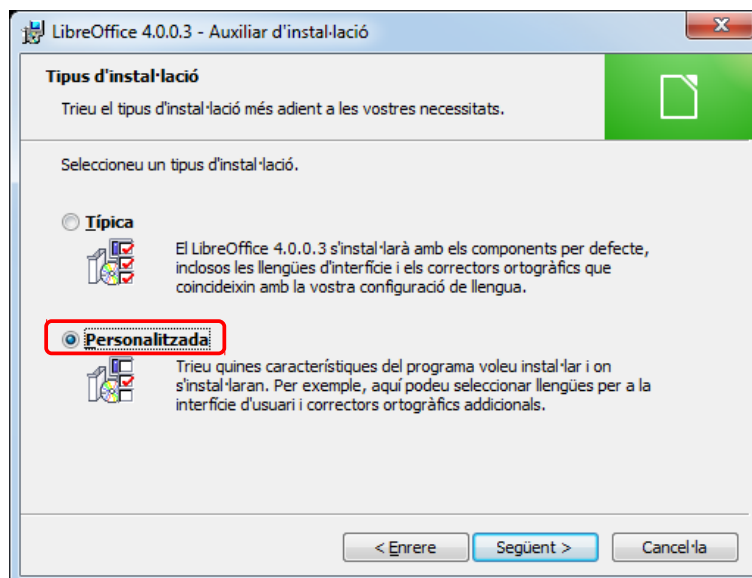 LibreOffice 4.0.0.3 - Auxiliar d'instal·lació
Tipus d'instal·lació
Trieu el tipus d'instal·lació més adient a les vostres necessitats.
Seleccioneu un tipus d'instal·lació.
Típica
El LibreOffice 4.0.0.3 s'instal·larà amb els components per defecte,
inclosos les llengües d'interfície i els correctors ortogràfics que
coincideixin amb la vostra configuració de llengua.
Personalitzada
Trieu quines característiques del programa voleu instal·lar i on
s'instal·laran. Per exemple, aquí podeu seleccionar llengües per a la
interfície d'usuari i correctors ortogràfics addicionals.
< Enrere
Següent >
Cancel·la